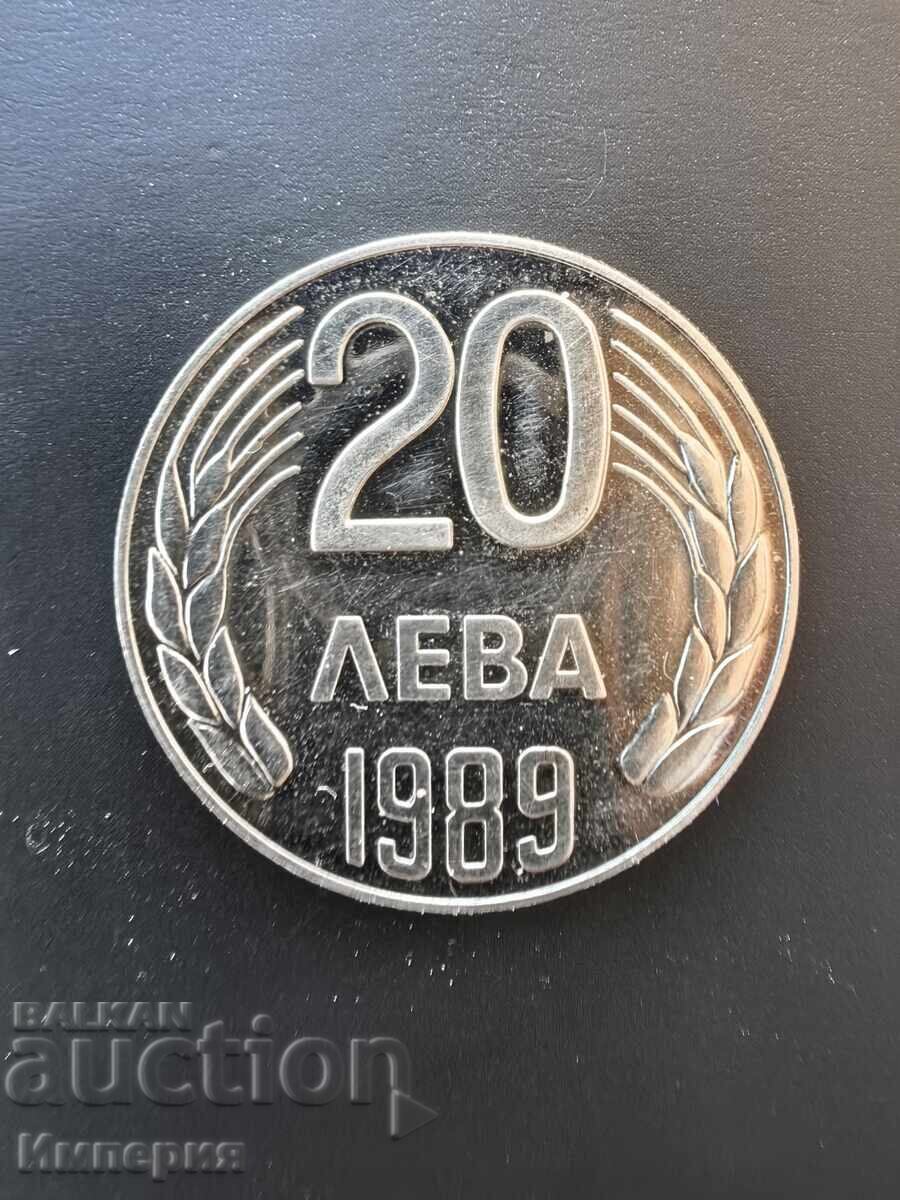 20
ЛЕВА
1989
BALKAN
auction
Империя